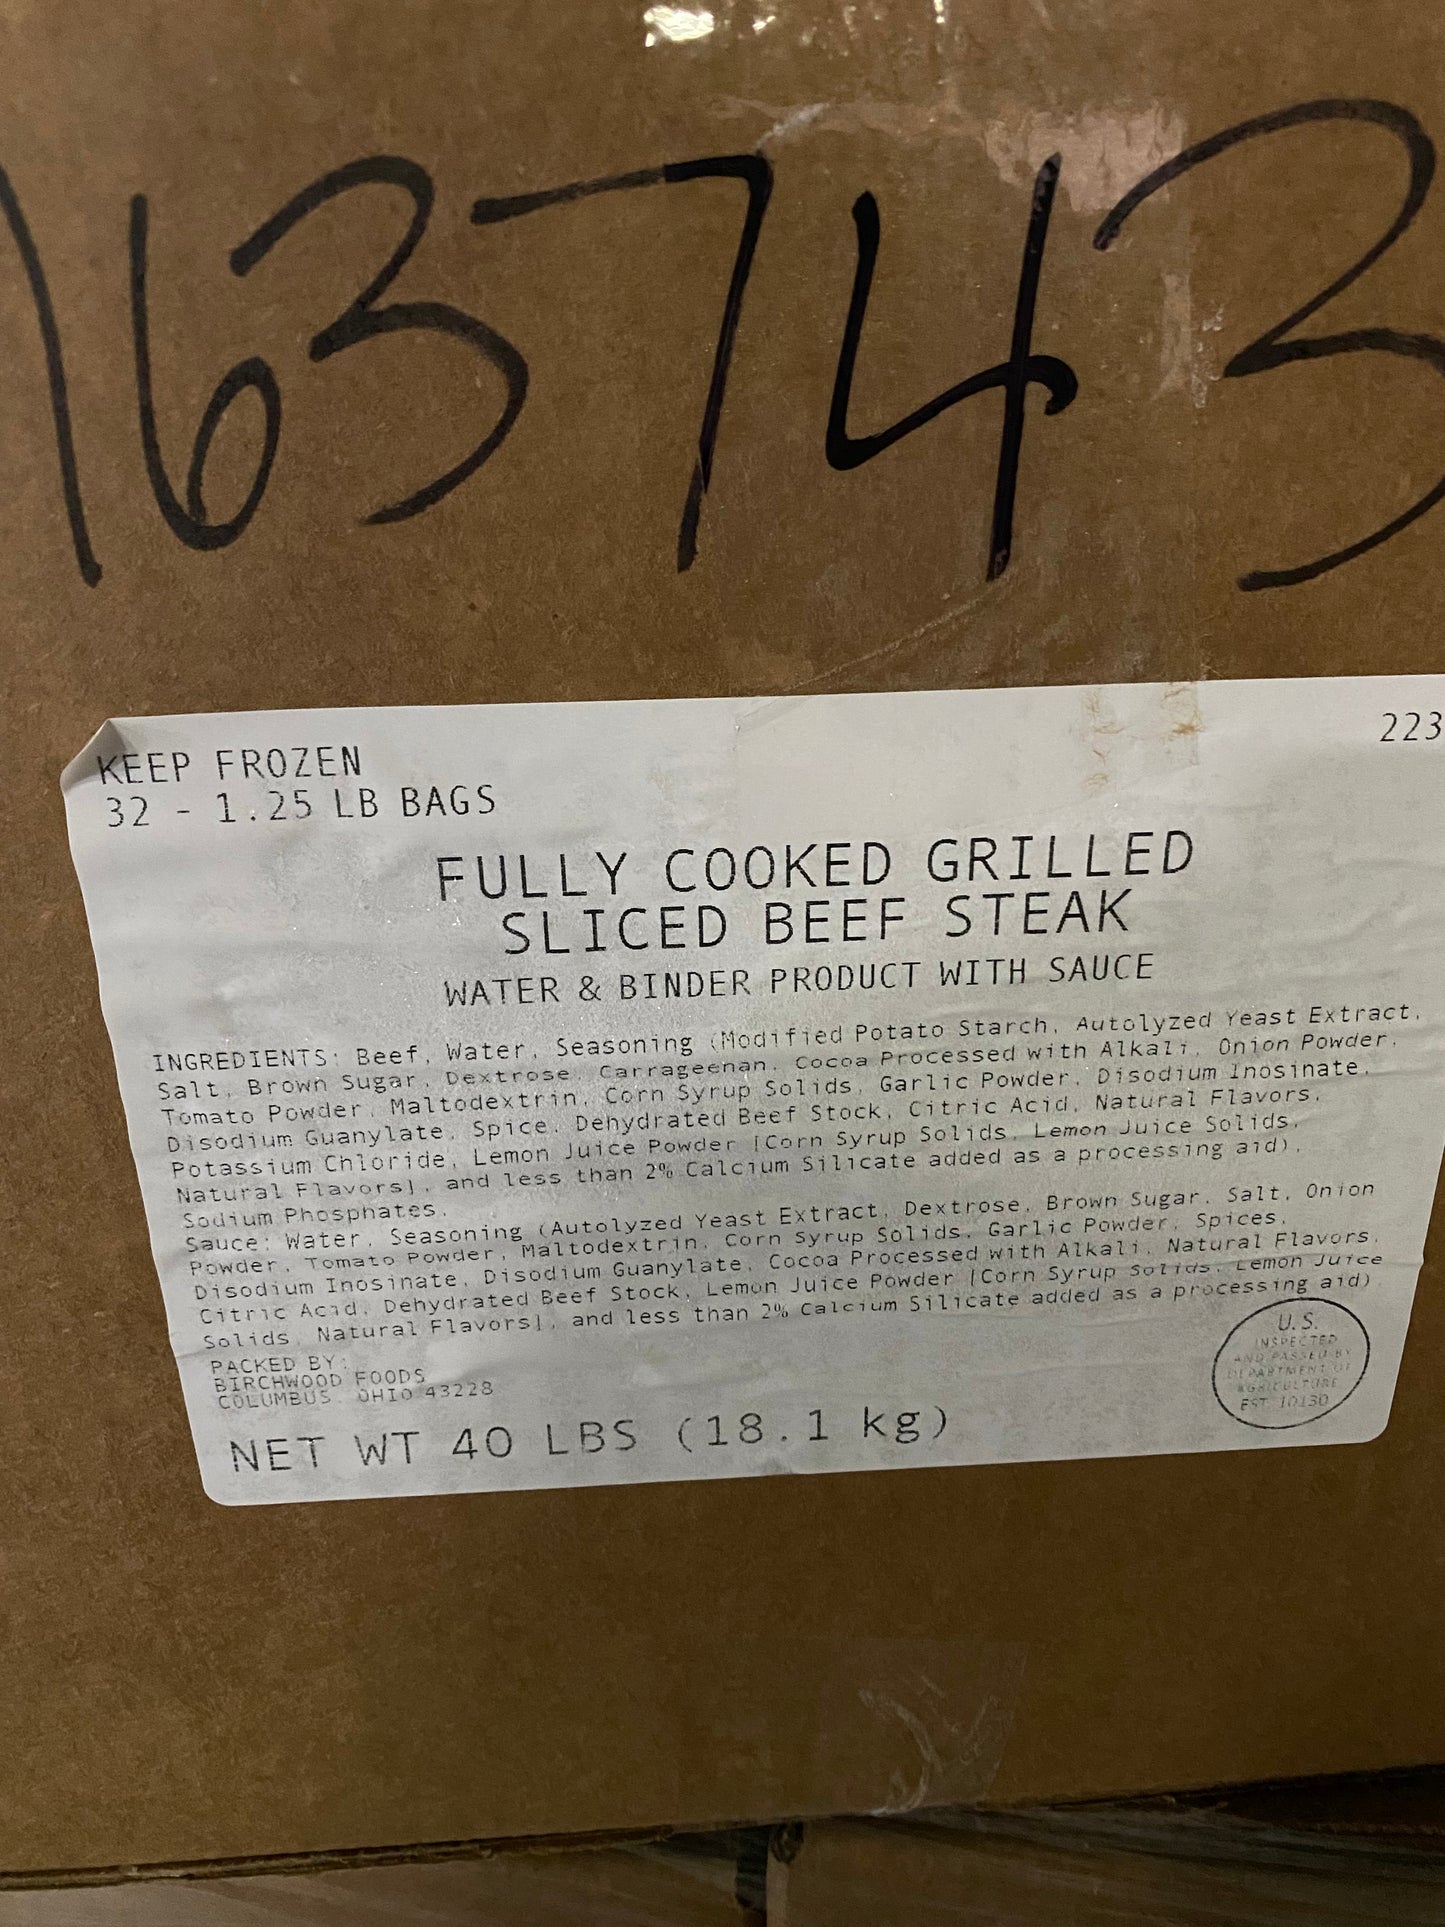 163743
KEEP FROZEN
223
32 - 1.25 LB BAGS
FULLY COOKED GRILLED
SLICED BEEF STEAK
WATER & BINDER PRODUCT WITH SAUCE
INGREDIENTS: Beef, Water, Seasoning (Modified Potato Starch, Autolyzed Yeast Extract,
Salt, Brown Sugar, Dextrose, Carrageenan, Cocoa Processed with Alkali, Onion Powder,
Tomato Powder, Maltodextrin, Corn Syrup Solids, Garlic Powder, Disodium Inosinate,
Disodium Guanylate, Spice, Dehydrated Beef Stock, Citric Acid, Natural Flavors,
Potassium Chloride, Lemon Juice Powder [Corn Syrup Solids, Lemon Juice Solids,
Natural Flavors], and less than 2% Calcium Silicate added as a processing aid),
Sodium Phosphates.
Sauce: Water, Seasoning (Autolyzed Yeast Extract, Dextrose, Brown Sugar, Salt, Onion
Powder, Tomato Powder, Maltodextrin, Corn Syrup Solids, Garlic Powder, Spices,
Disodium Inosinate, Disodium Guanylate, Cocoa Processed with Alkali, Natural Flavors,
Citric Acid, Dehydrated Beef Stock, Lemon Juice Powder [Corn Syrup Solids, Lemon Juice
Solids, Natural Flavors], and less than 2% Calcium Silicate added as a processing aid)
PACKED BY:
BIRCHWOOD FOODS
COLUMBUS, OHIO 43228
U.S.
INSPECTED
AND PASSED BY
DEPARTMENT OF
AGRICULTURE
EST. 10130
NET WT 40 LBS (18.1 kg)